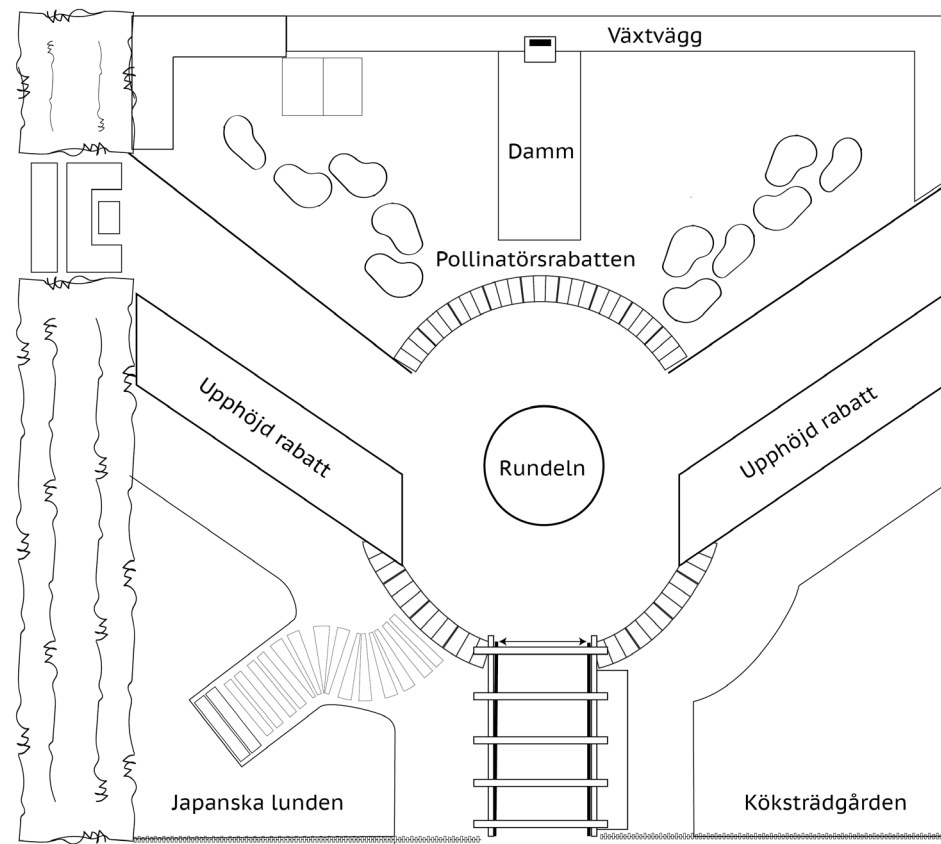 Växtvägg
Damm
Pollinatörsrabatten
Upphöjd rabatt
Upphöjd rabatt
Rundeln
Japanska lunden
Köksträdgården